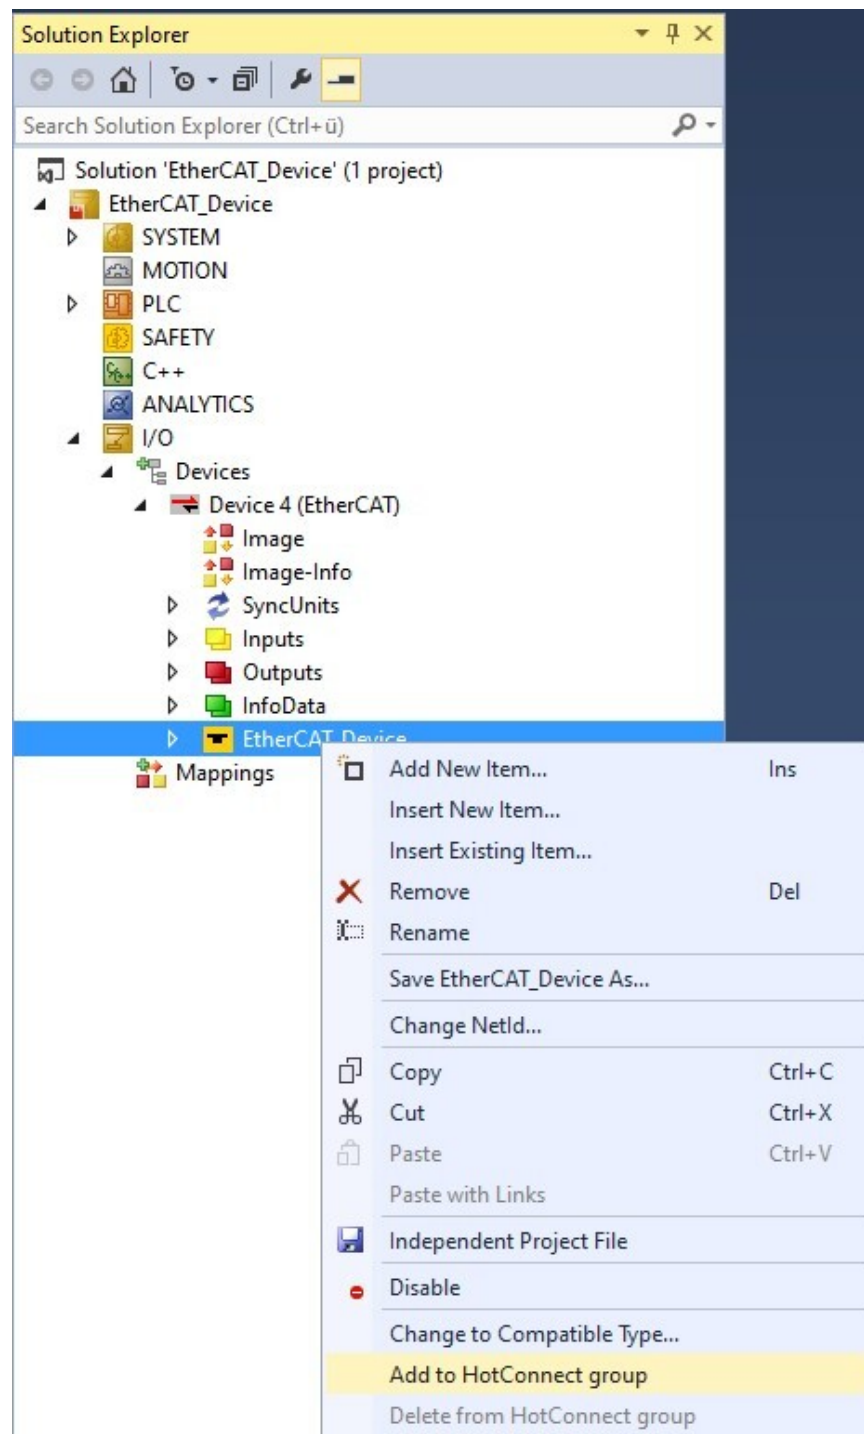 Solution Explorer
Search Solution Explorer (Ctrl+ü)
Solution 'EtherCAT_Device' (1 project)
EtherCAT_Device
SYSTEM
MOTION
PLC
SAFETY
C++
ANALYTICS
I/O
Devices
Device 4 (EtherCAT)
Image
Image-Info
SyncUnits
Inputs
Outputs
InfoData
EtherCAT_Device
Mappings
Add New Item... Ins
Insert New Item...
Insert Existing Item...
Remove Del
Rename
Save EtherCAT_Device As...
Change NetId...
Copy Ctrl+C
Cut Ctrl+X
Paste Ctrl+V
Paste with Links
Independent Project File
Disable
Change to Compatible Type...
Add to HotConnect group
Delete from HotConnect group